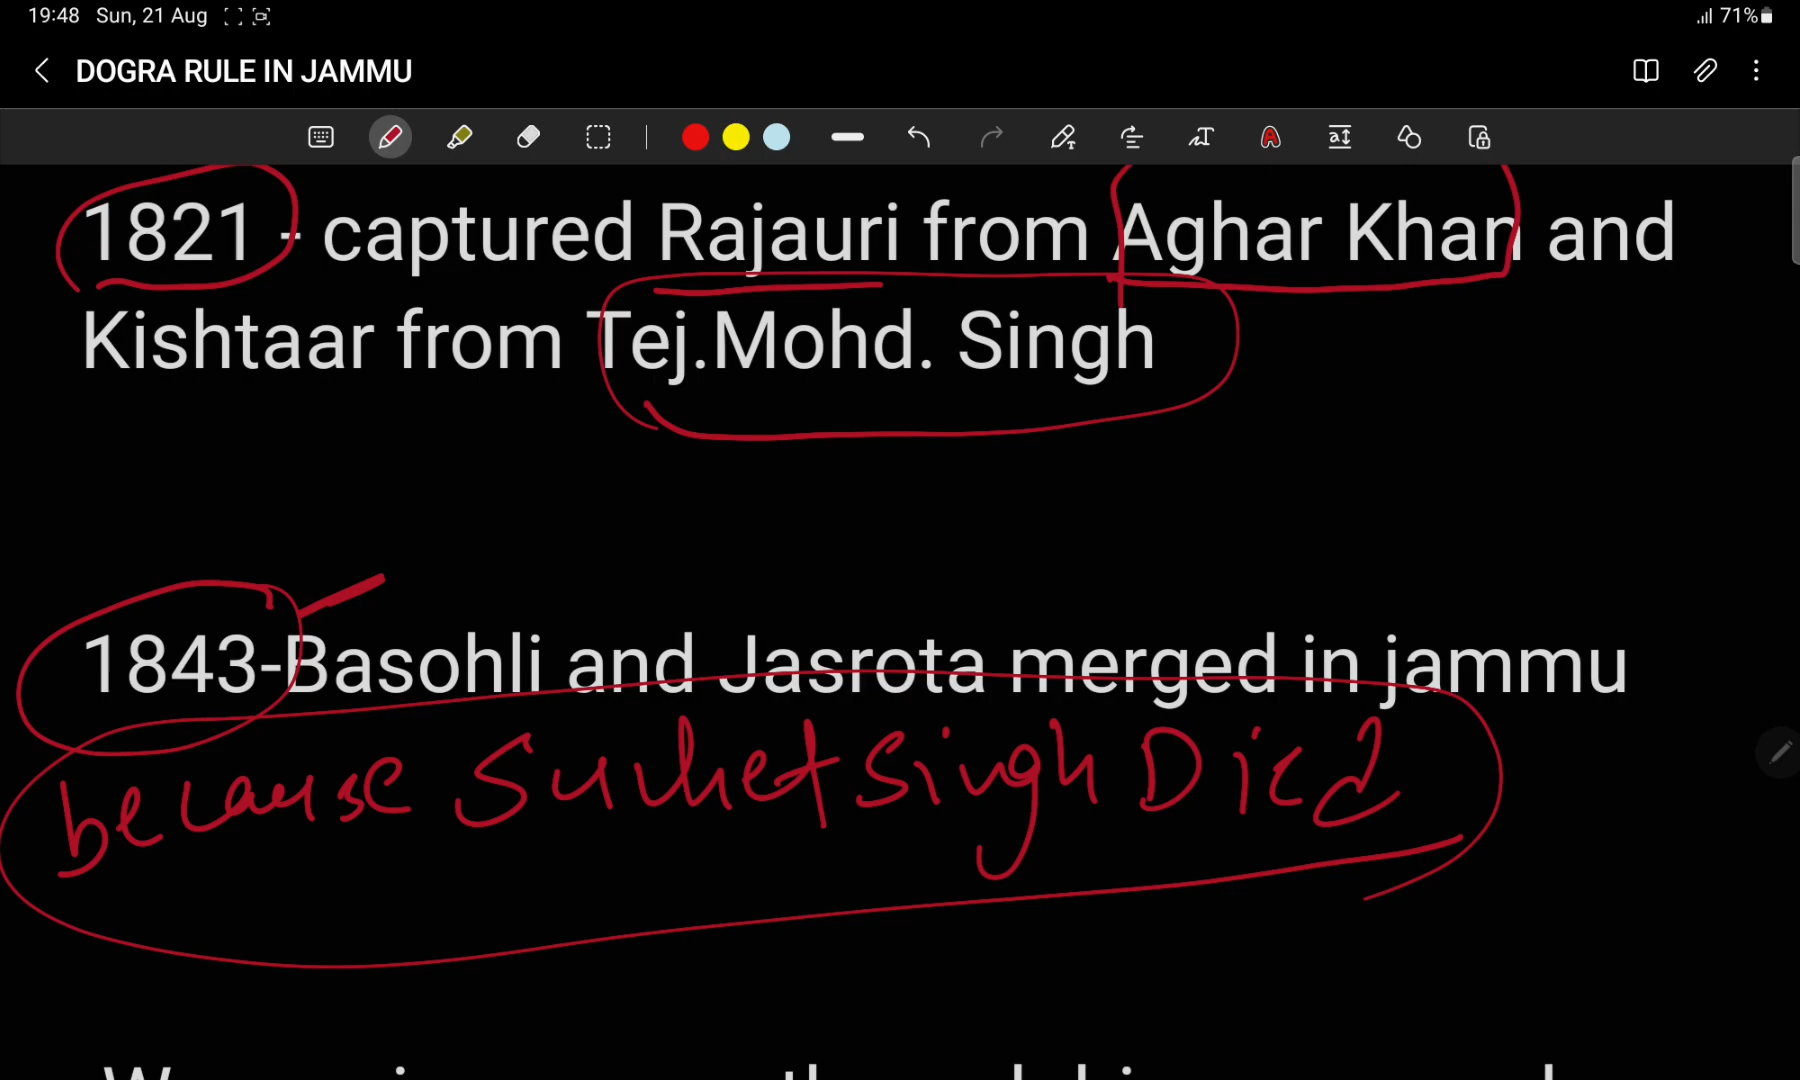 19:48 Sun, 21 Aug 71%
DOGRA RULE IN JAMMU
1821 - captured Rajauri from Aghar Khan and
Kishtaar from Tej.Mohd. Singh
1843-Basohli and Jasrota merged in jammu
because Suchet Singh Died